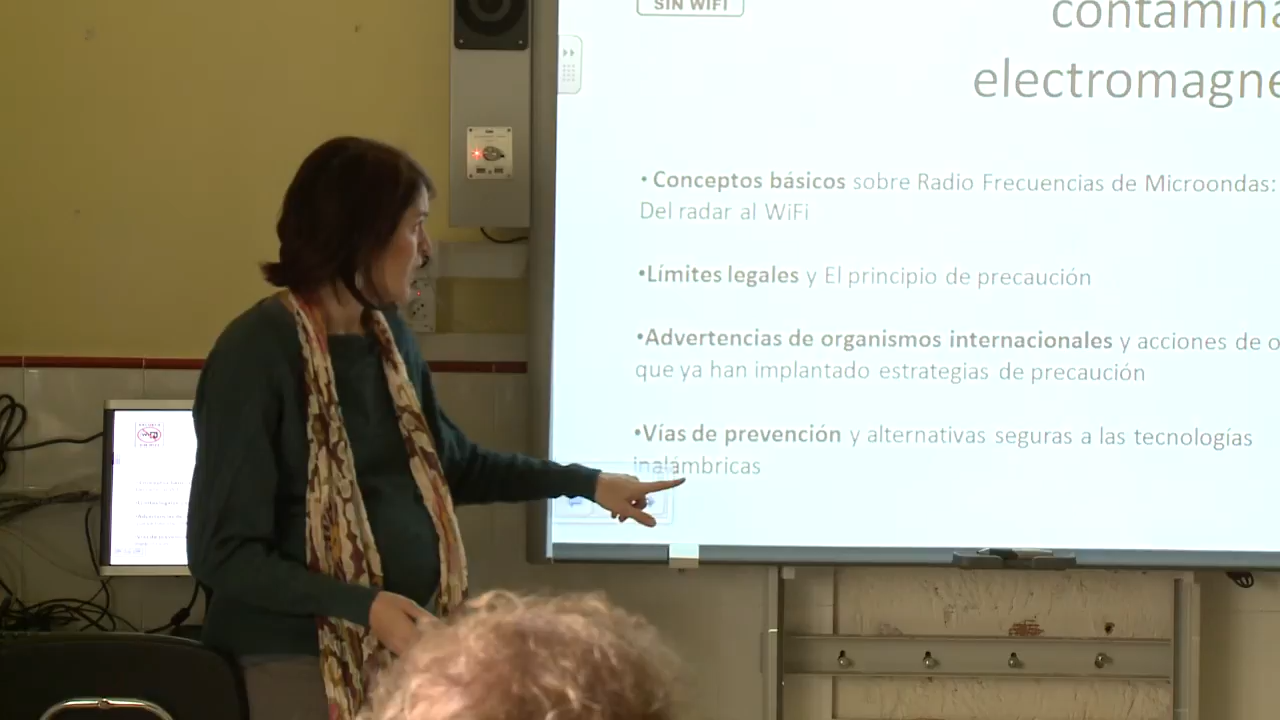 SIN WIFI
contamina
electromagne
• Conceptos básicos sobre Radio Frecuencias de Microondas:
Del radar al WiFi
•Límites legales y El principio de precaución
•Advertencias de organismos internacionales y acciones de o
que ya han implantado estrategias de precaución
•Vías de prevención y alternativas seguras a las tecnologías
inalámbricas